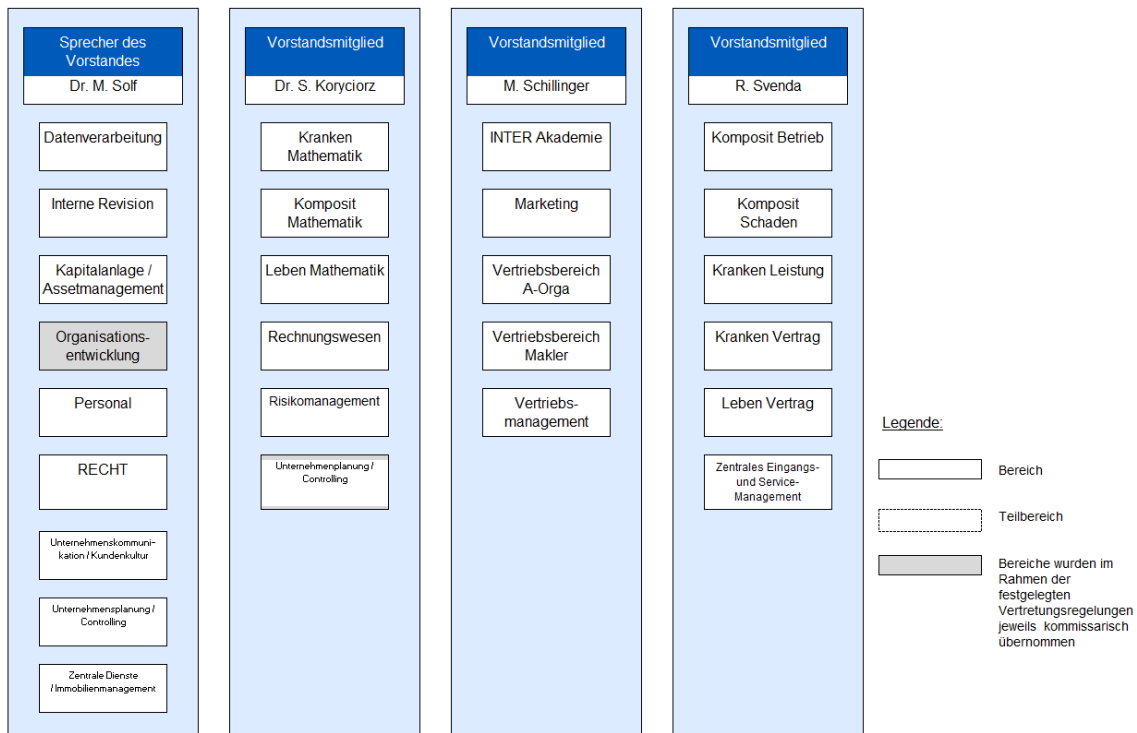 Sprecher des
Vorstandes
Dr. M. Solf
Datenverarbeitung
Interne Revision
Kapitalanlage /
Assetmanagement
Organisations-
entwicklung
Personal
RECHT
Unternehmenskommuni-
kation / Kundenkultur
Unternehmensplanung /
Controlling
Zentrale Dienste
/ Immobilienmanagement
Vorstandsmitglied
Dr. S. Koryciorz
Kranken
Mathematik
Komposit
Mathematik
Leben Mathematik
Rechnungswesen
Risikomanagement
Unternehmenplanung /
Controlling
Vorstandsmitglied
M. Schillinger
INTER Akademie
Marketing
Vertriebsbereich
A-Orga
Vertriebsbereich
Makler
Vertriebs-
management
Vorstandsmitglied
R. Svenda
Komposit Betrieb
Komposit
Schaden
Kranken Leistung
Kranken Vertrag
Leben Vertrag
Zentrales Eingangs-
und Service-
Management
Legende:
Bereich
Teilbereich
Bereiche wurden im
Rahmen der
festgelegten
Vertretungsregelungen
jeweils kommissarisch
übernommen